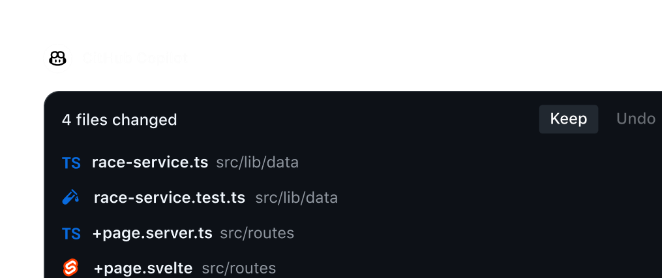 4 files changed Keep Undo
TS race-service.ts src/lib/data
race-service.test.ts src/lib/data
TS +page.server.ts src/routes
+page.svelte src/routes